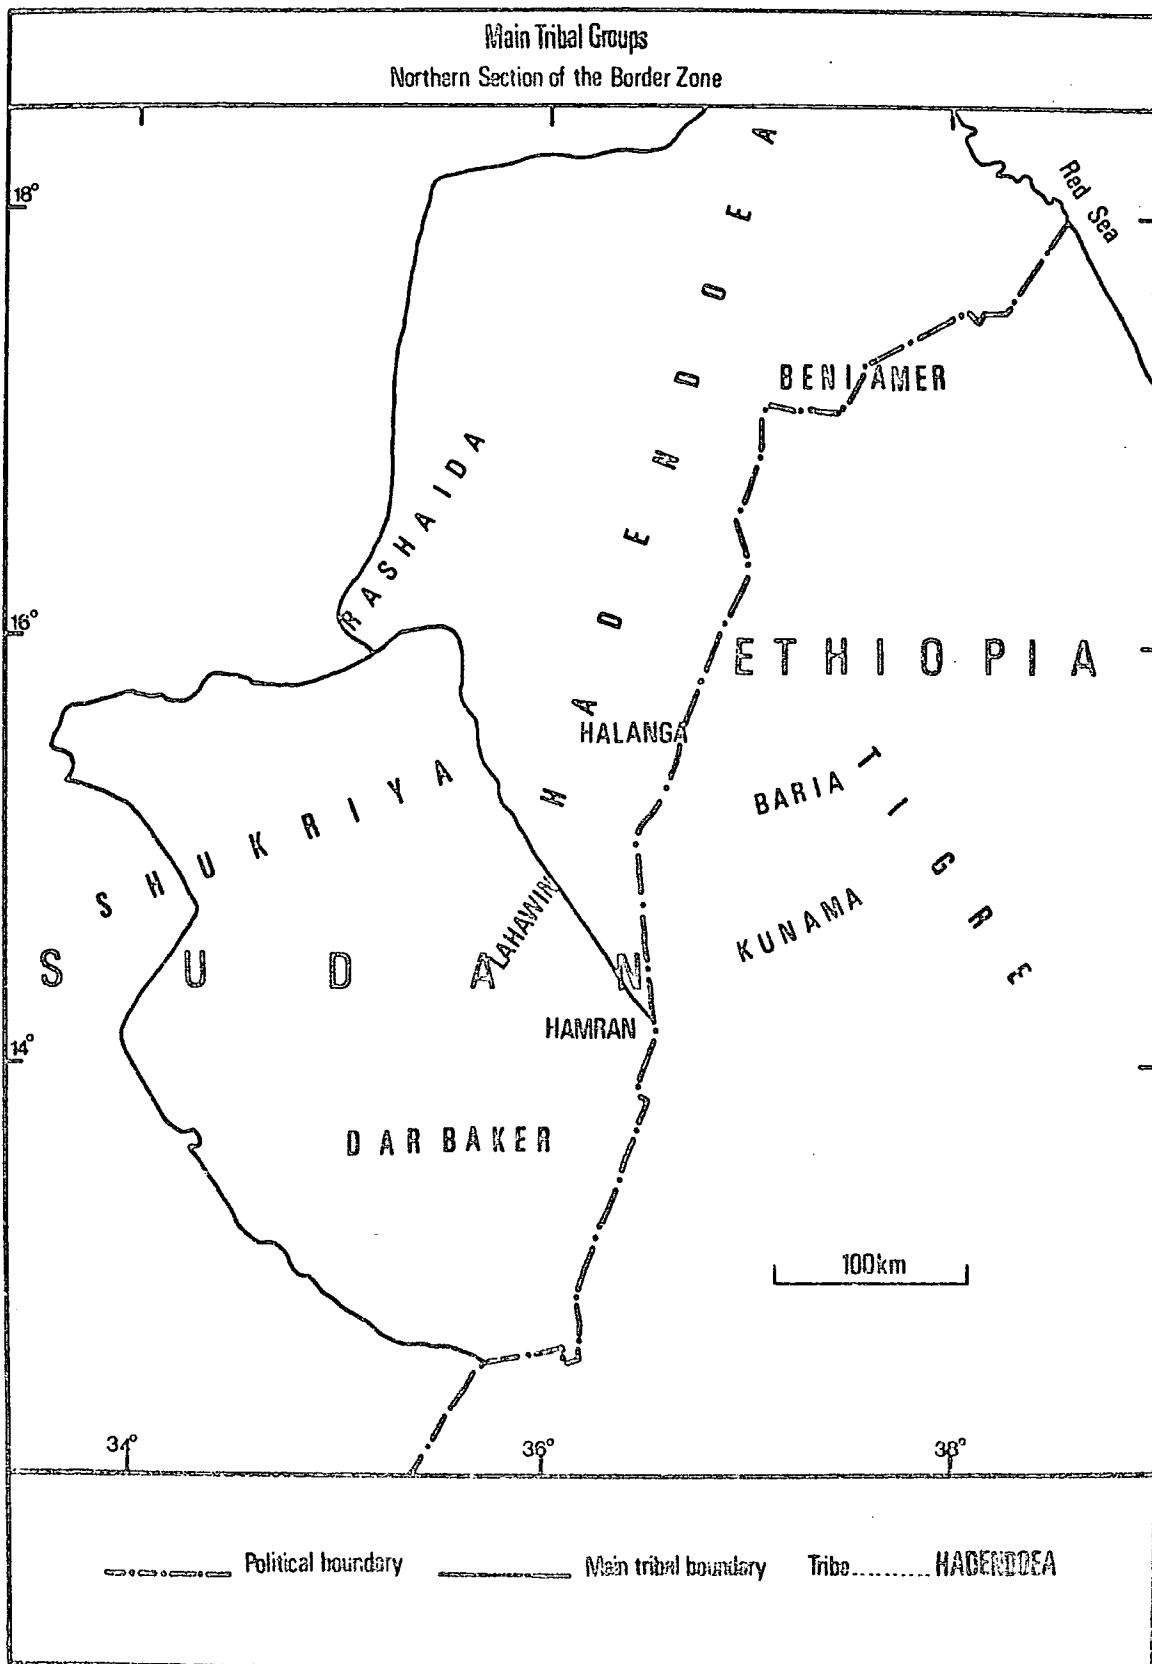 Main Tribal Groups
Northern Section of the Border Zone
18°
Red Sea
HADENDOEA
BENI AMER
RASHAIDA
16°
ETHIOPIA
HALANGA
SHUKRIYA
BARIA
TIGRE
KUNAMA
LAHAWIN
SUDAN
HAMRAN
14°
DAR BAKER
100km
34°
36°
38°
Political boundary
Main tribal boundary
Tribe.......... HADENDOEA